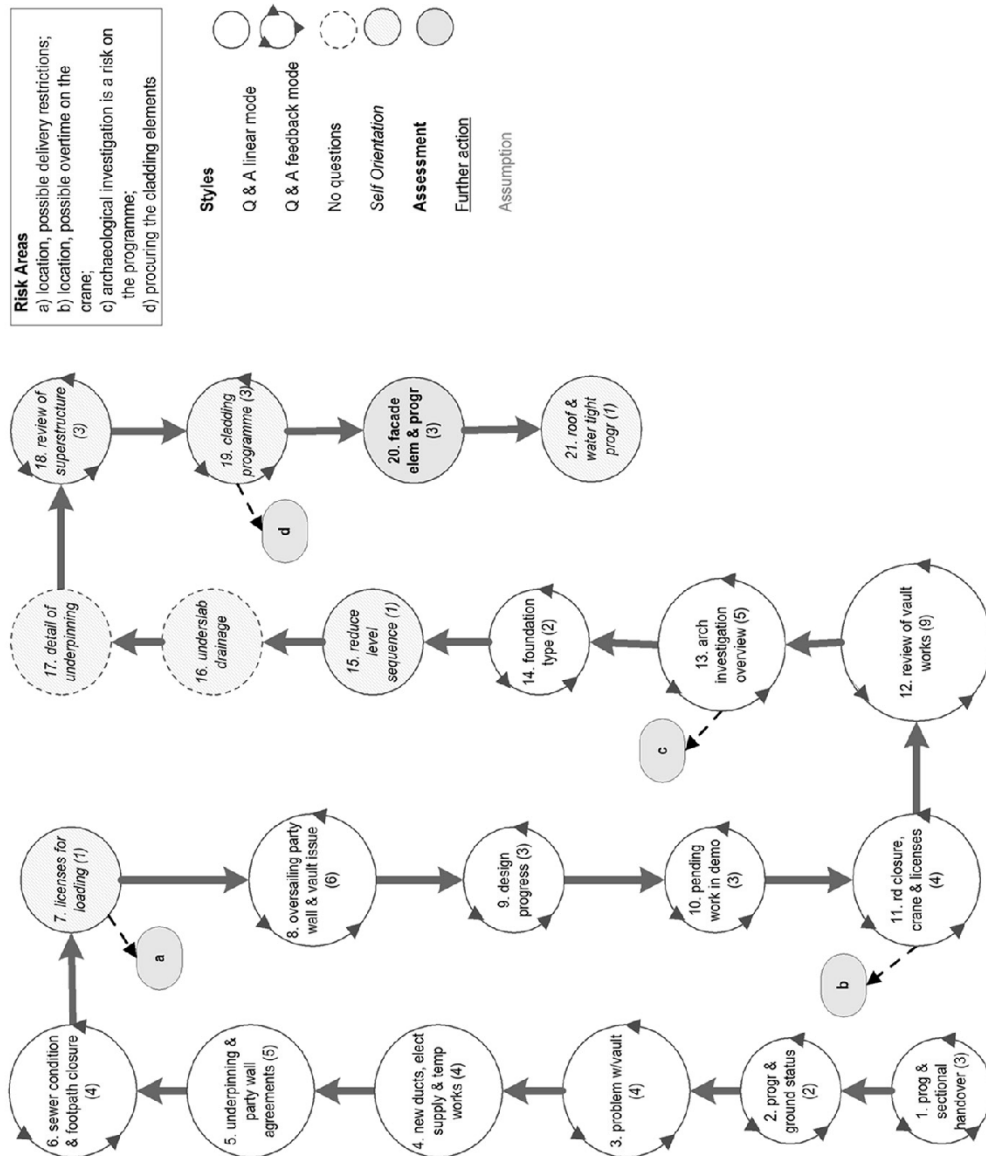 Risk Areas
a) location, possible delivery restrictions;
b) location, possible overtime on the
crane;
c) archaeological investigation is a risk on
the programme;
d) procuring the cladding elements
Styles
Q & A linear mode
Q & A feedback mode
No questions
Self Orientation
Assessment
Further action
Assumption
1. prog &
sectional
handover (3)
2. progr &
ground status
(2)
3. problem w/vault
(4)
4. new ducts, elect
supply & temp
works (4)
5. underpinning &
party wall
agreements (5)
6. sewer condition
& footpath closure
(4)
7. licenses for
loading (1)
a
8. oversailing party
wall & vault issue
(6)
9. design
progress (3)
10. pending
work in demo
(3)
11. rd closure,
crane & licenses
(4)
b
12. review of vault
works (9)
13. arch
investigation
overview (5)
c
14. foundation
type (2)
15. reduce
level
sequence (1)
16. underslab
drainage
17. detail of
underpinning
18. review of
superstructure
(3)
19. cladding
programme (3)
d
20. facade
elem & progr
(3)
21. roof &
water tight
progr (1)